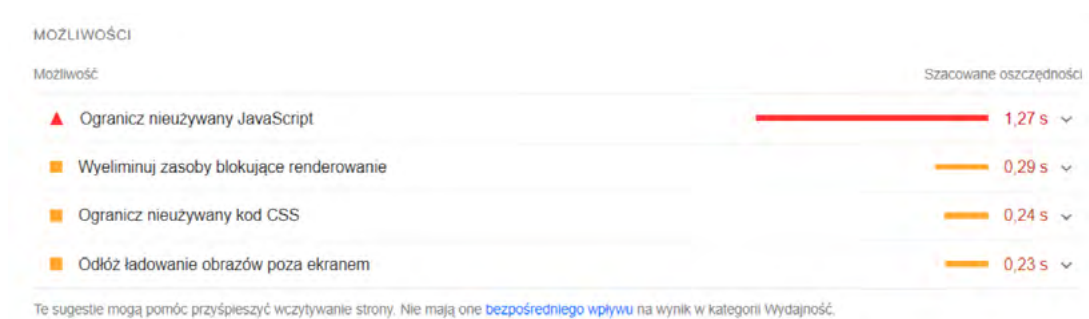 MOŻLIWOŚCI
Możliwość Szacowane oszczędności
Ogranicz nieużywany JavaScript 1,27 s
Wyeliminuj zasoby blokujące renderowanie 0,29 s
Ogranicz nieużywany kod CSS 0,24 s
Odłóż ładowanie obrazów poza ekranem 0,23 s
Te sugestie mogą pomóc przyśpieszyć wczytywanie strony. Nie mają one bezpośredniego wpływu na wynik w kategorii Wydajność.